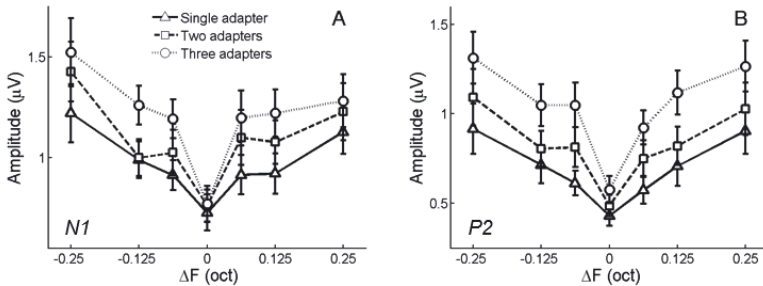 A
Single adapter
Two adapters
Three adapters
1.5
1
Amplitude (µV)
N1
-0.25
-0.125
0
0.125
0.25
ΔF (oct)
B
1.5
1
0.5
Amplitude (µV)
P2
-0.25
-0.125
0
0.125
0.25
ΔF (oct)